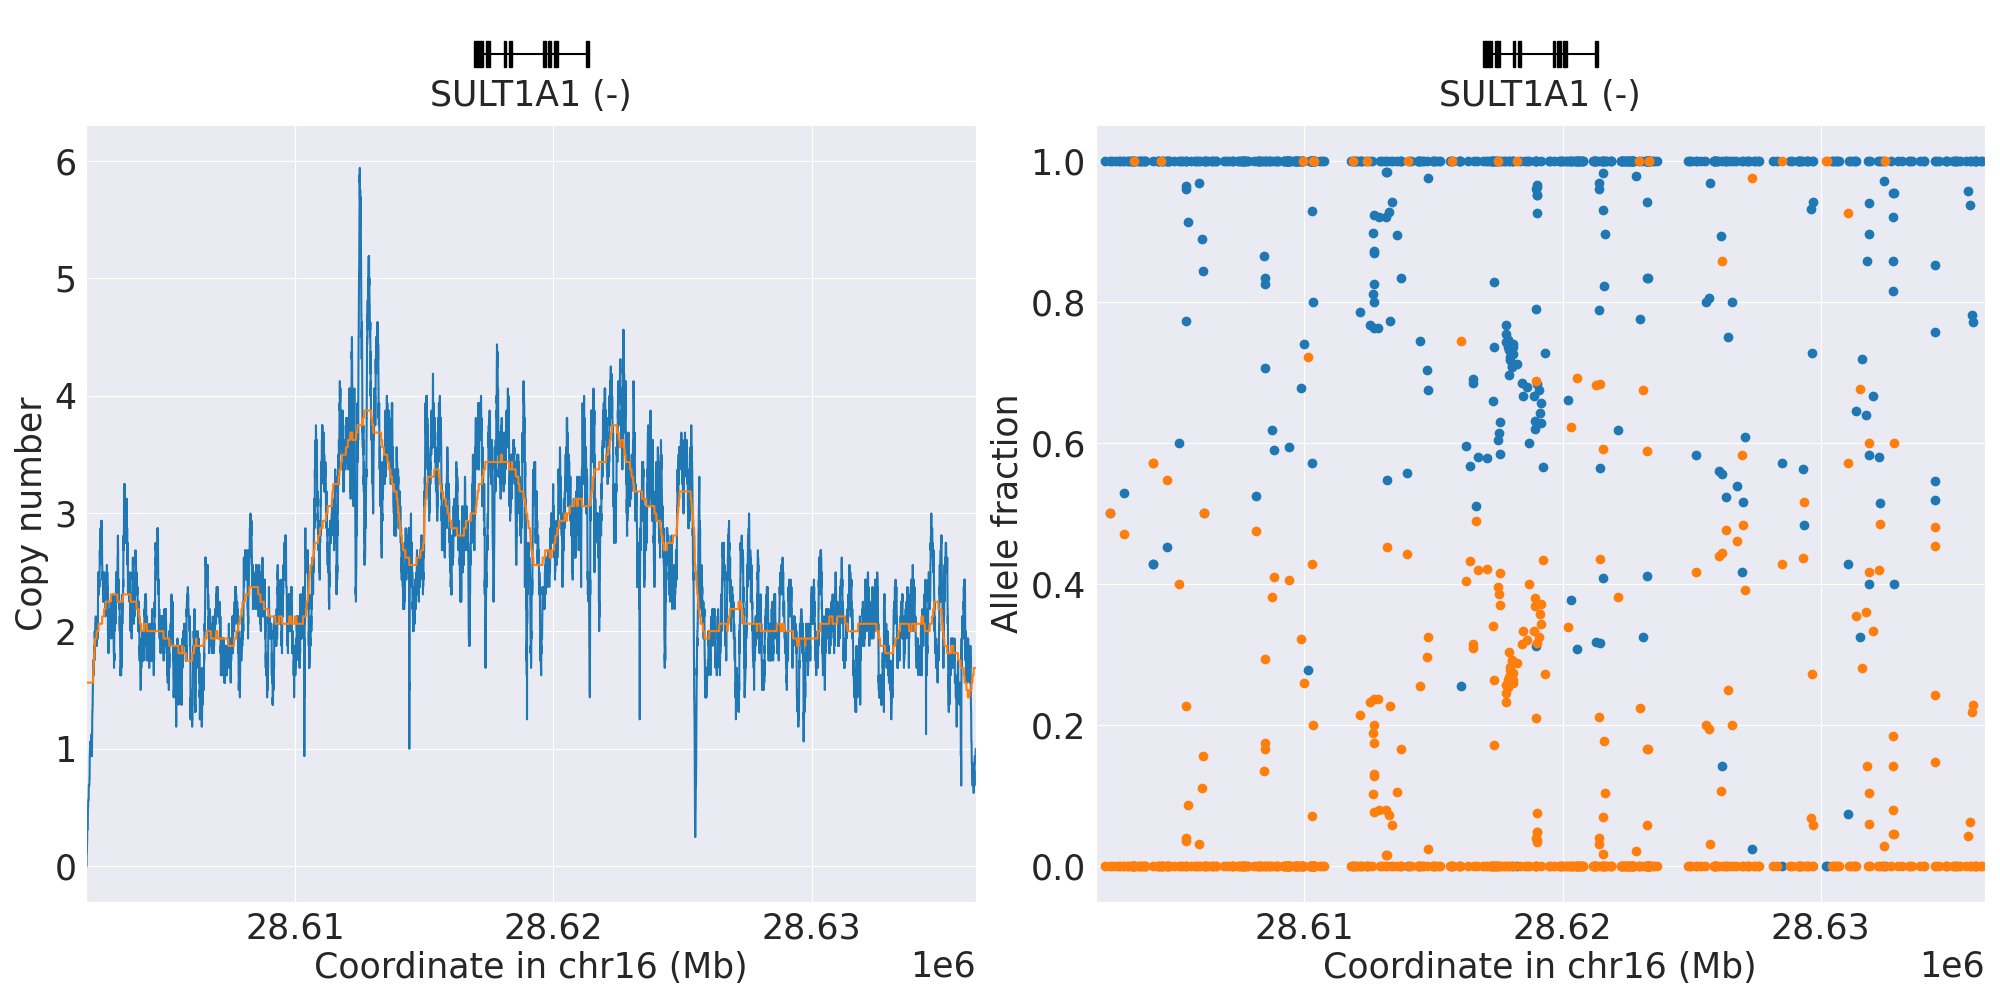 SULT1A1 (-)
6
5
4
3
2
1
0
Copy number
28.61
28.62
28.63
1e6
Coordinate in chr16 (Mb)
SULT1A1 (-)
1.0
0.8
0.6
0.4
0.2
0.0
Allele fraction
28.61
28.62
28.63
1e6
Coordinate in chr16 (Mb)